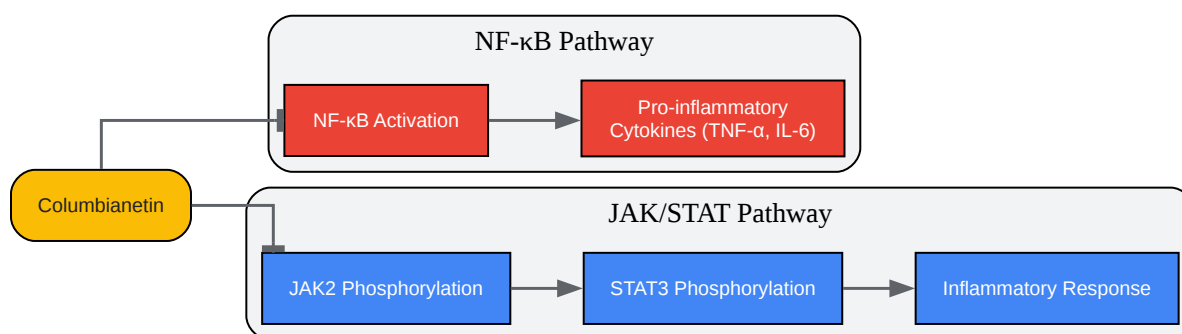 NF-κB Pathway
NF-κB Activation
Pro-inflammatory
Cytokines (TNF-α, IL-6)
Columbianetin
JAK/STAT Pathway
JAK2 Phosphorylation
STAT3 Phosphorylation
Inflammatory Response